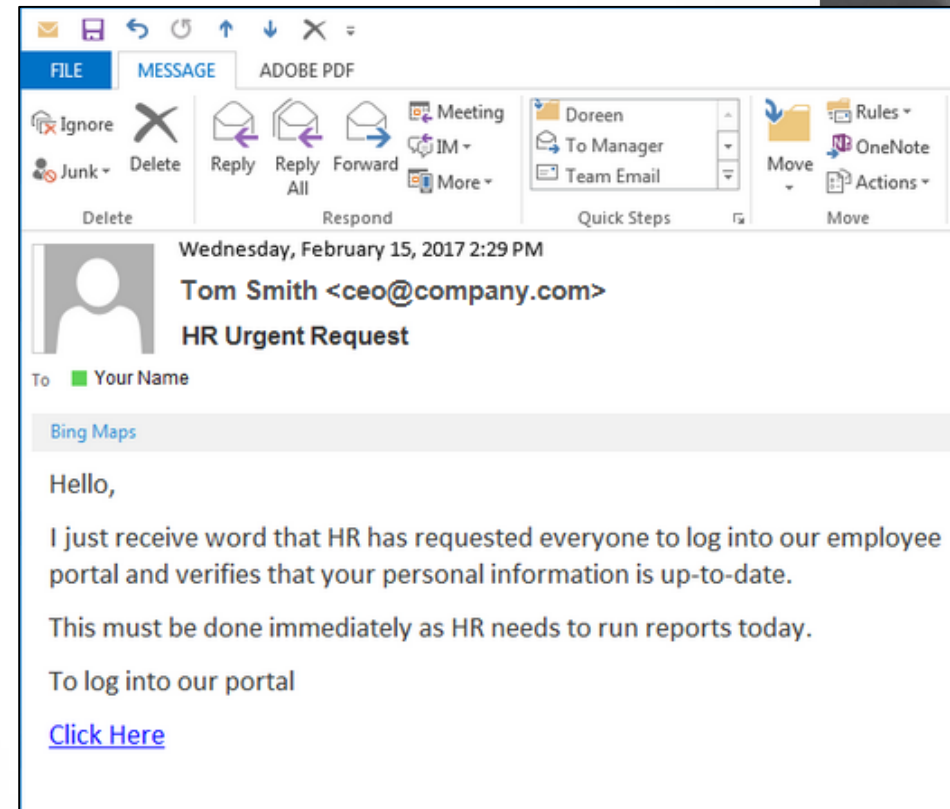 FILE MESSAGE ADOBE PDF
Ignore
Junk
Delete
Reply
Reply All
Forward
Meeting
IM
More
Doreen
To Manager
Team Email
Move
Rules
OneNote
Actions
Delete Respond Quick Steps Move
Wednesday, February 15, 2017 2:29 PM
Tom Smith <ceo@company.com>
HR Urgent Request
To Your Name
Bing Maps
Hello,
I just receive word that HR has requested everyone to log into our employee
portal and verifies that your personal information is up-to-date.
This must be done immediately as HR needs to run reports today.
To log into our portal
Click Here